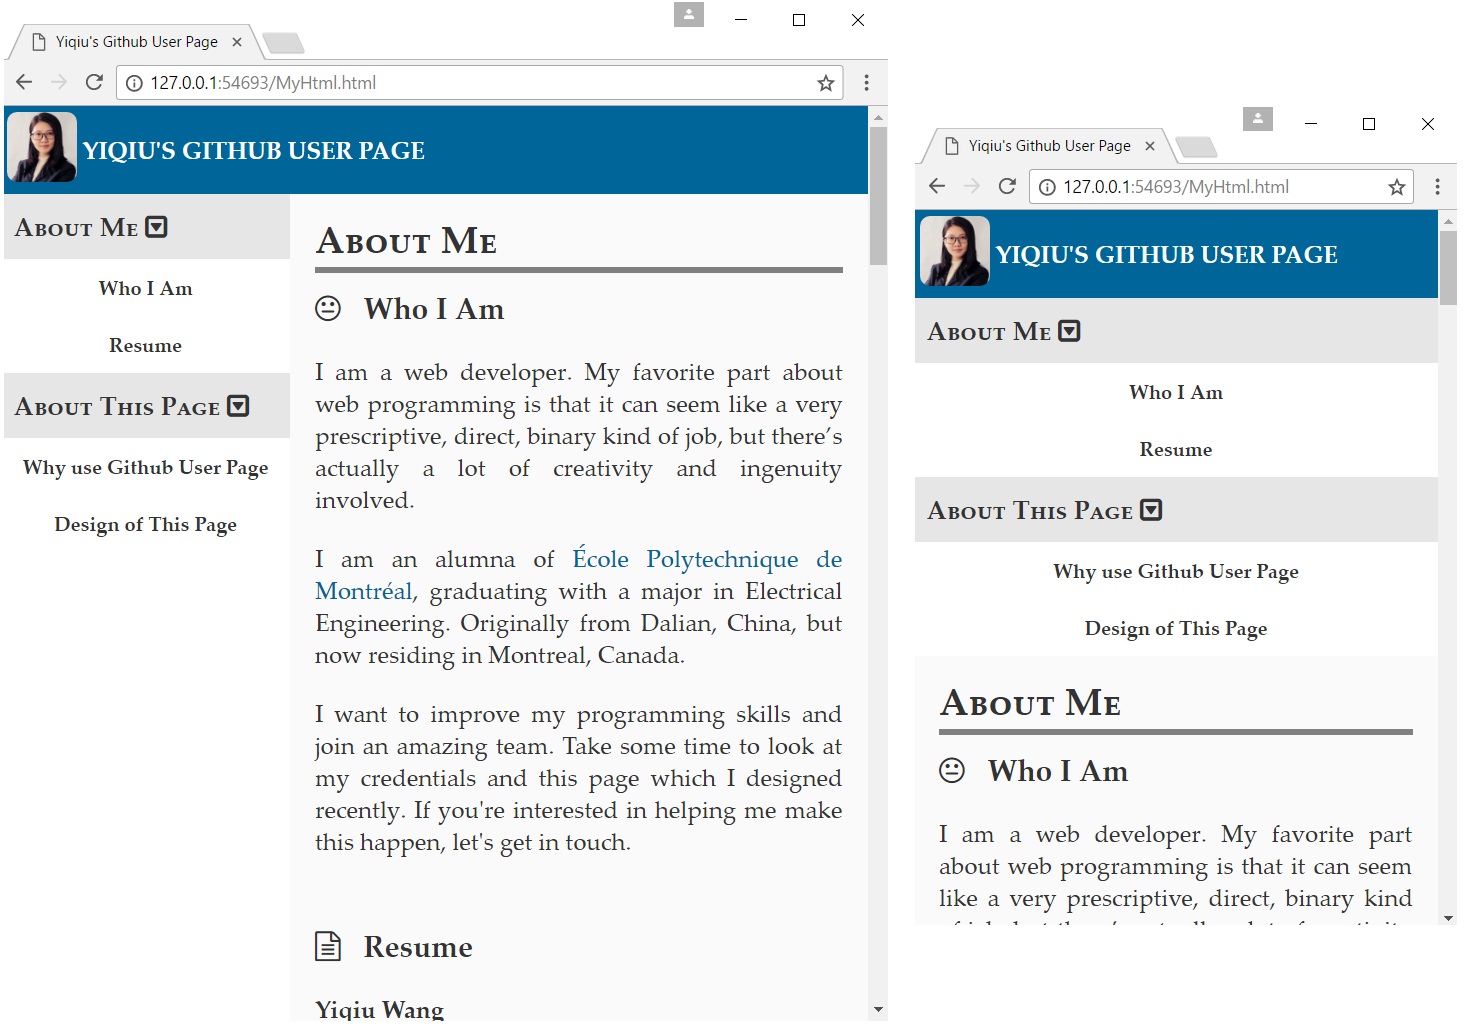 Yiqiu's Github User Page
127.0.0.1:54693/MyHtml.html
YIQIU'S GITHUB USER PAGE
About Me
Who I Am
Resume
About This Page
Why use Github User Page
Design of This Page
About Me
Who I Am
I am a web developer. My favorite part about
web programming is that it can seem like a very
prescriptive, direct, binary kind of job, but there’s
actually a lot of creativity and ingenuity
involved.
I am an alumna of École Polytechnique de
Montréal, graduating with a major in Electrical
Engineering. Originally from Dalian, China, but
now residing in Montreal, Canada.
I want to improve my programming skills and
join an amazing team. Take some time to look at
my credentials and this page which I designed
recently. If you're interested in helping me make
this happen, let's get in touch.
Resume
Yiqiu Wang
Yiqiu's Github User Page
127.0.0.1:54693/MyHtml.html
YIQIU'S GITHUB USER PAGE
About Me
Who I Am
Resume
About This Page
Why use Github User Page
Design of This Page
About Me
Who I Am
I am a web developer. My favorite part
about web programming is that it can seem
like a very prescriptive, direct, binary kind